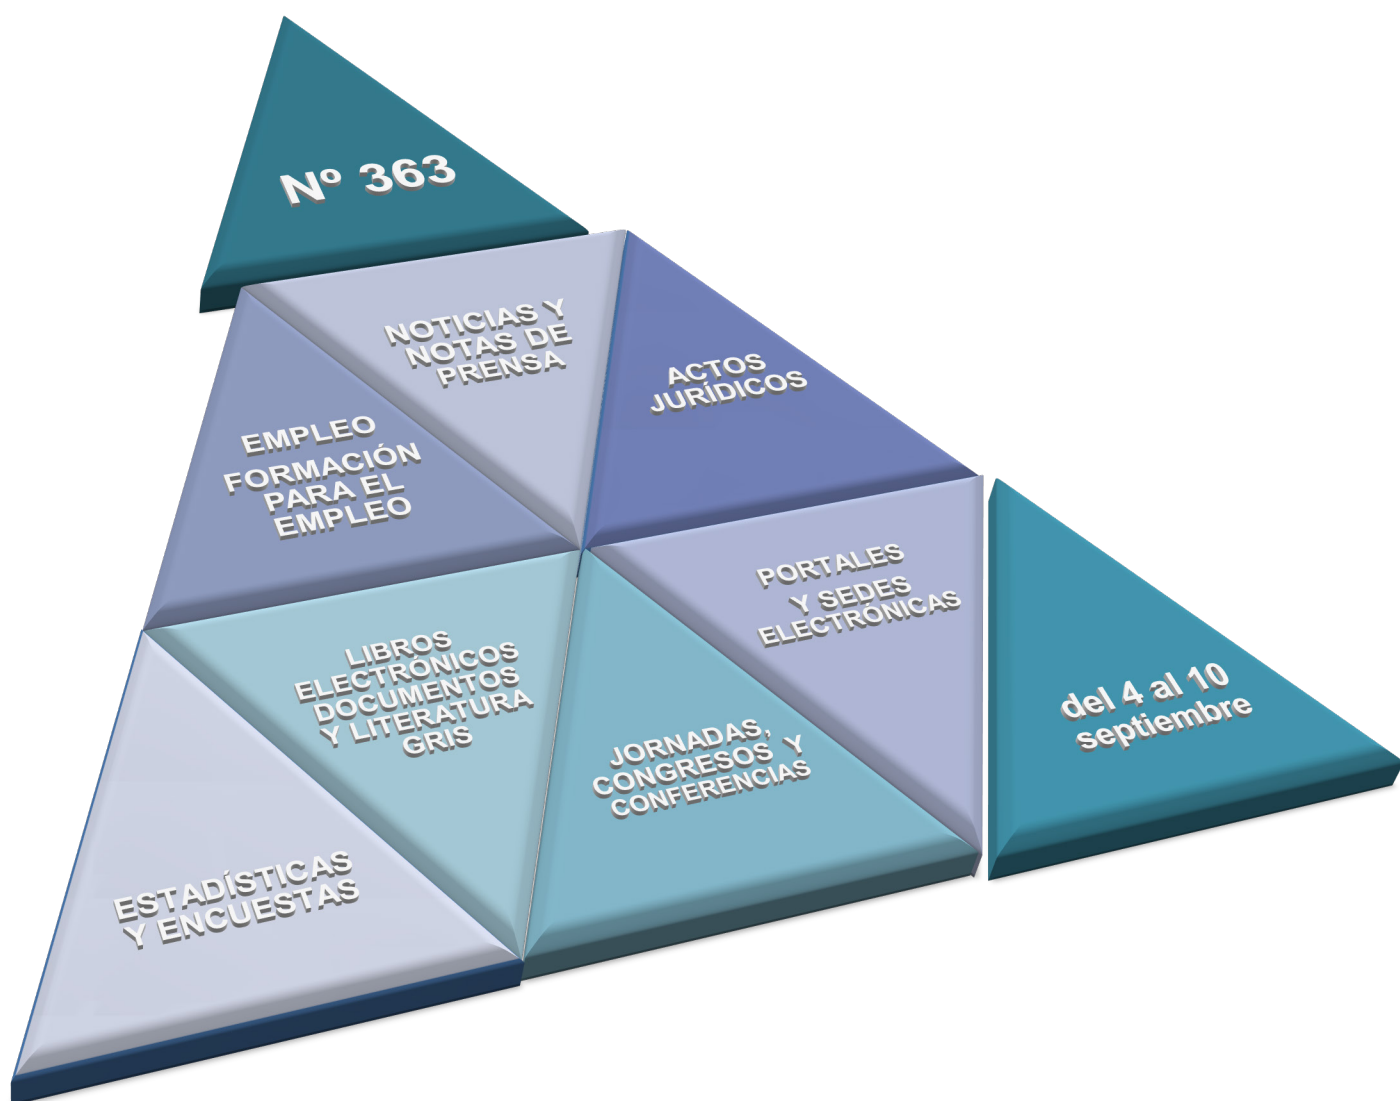 Nº 363
NOTICIAS Y
NOTAS DE
PRENSA
ACTOS
JURÍDICOS
EMPLEO
FORMACIÓN
PARA EL
EMPLEO
PORTALES
Y SEDES
ELECTRÓNICAS
LIBROS
ELECTRÓNICOS
DOCUMENTOS
Y LITERATURA
GRIS
JORNADAS,
CONGRESOS Y
CONFERENCIAS
del 4 al 10
septiembre
ESTADÍSTICAS
Y ENCUESTAS